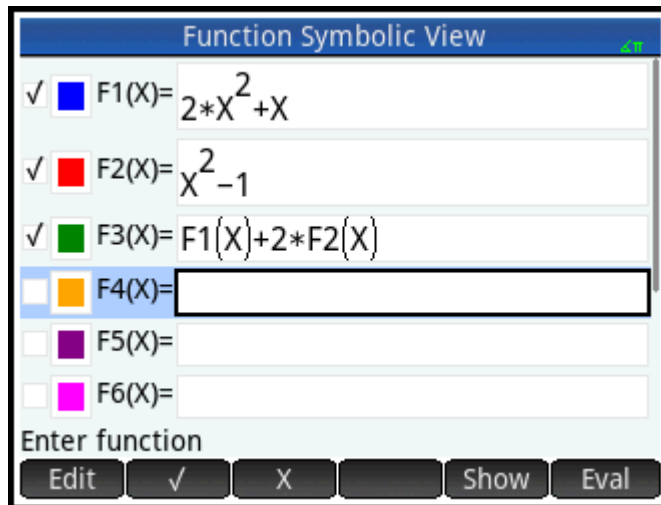 Function Symbolic View
∡π
√ F1(X)= 2*X²+X
√ F2(X)= X²−1
√ F3(X)= F1(X)+2*F2(X)
F4(X)=
F5(X)=
F6(X)=
Enter function
Edit √ X Show Eval